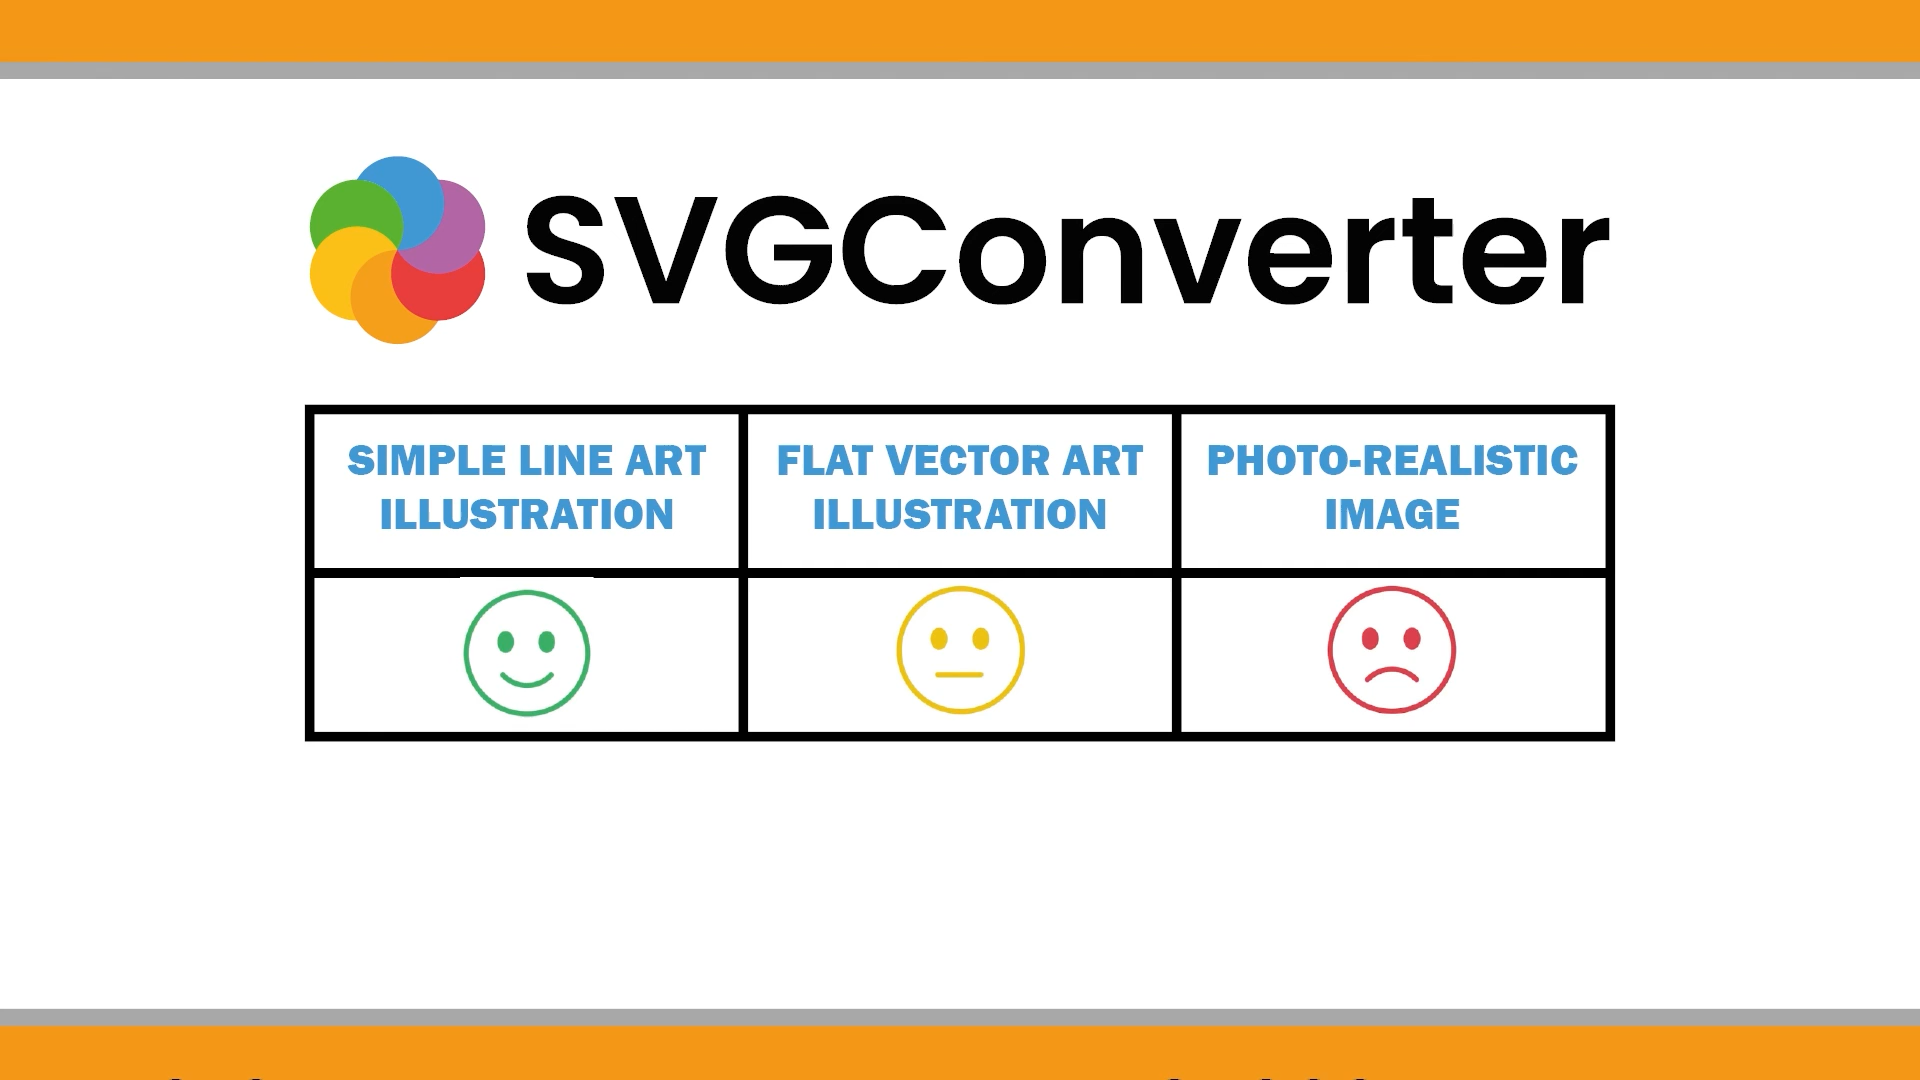 SVGConverter
SIMPLE LINE ART
ILLUSTRATION
FLAT VECTOR ART
ILLUSTRATION
PHOTO-REALISTIC
IMAGE